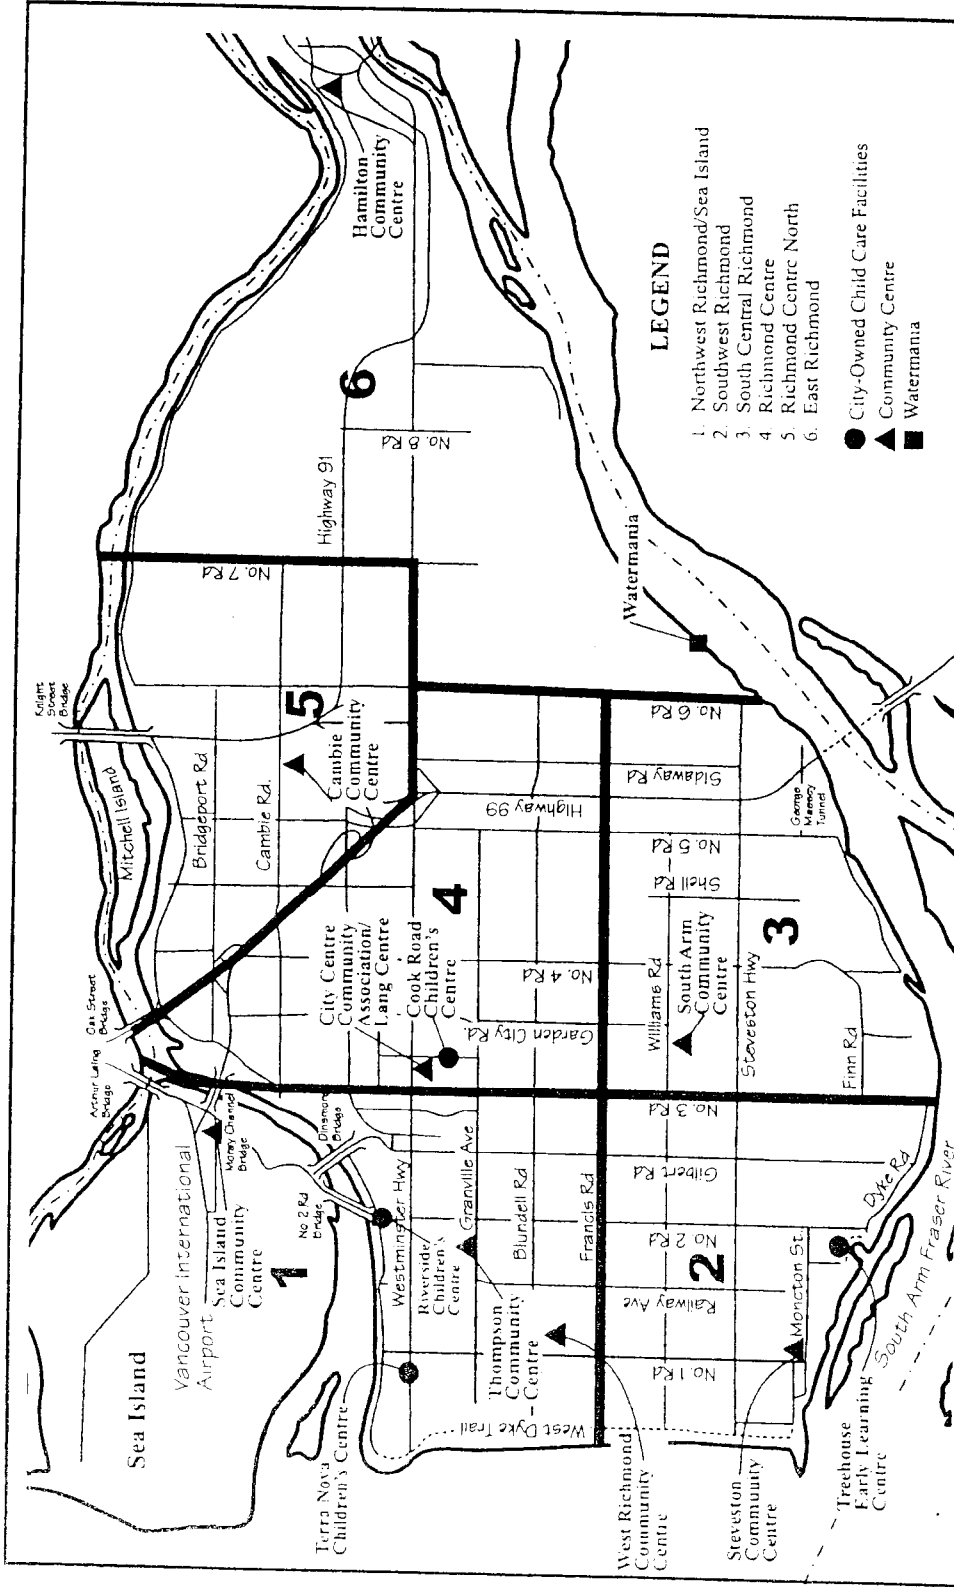 Sea Island
Vancouver International
Airport
Sea Island
Community
Centre
1
Arthur Laing
Bridge
Oak Street
Bridge
Moray Channel
Bridge
Dinsmore
Bridge
No 2 Rd
Bridge
Mitchell Island
Knight
Street
Bridge
Bridgeport Rd
Cambie Rd.
No. 7 Rd
5
Cambie
Community
Centre
Highway 91
6
No. 8 Rd
Hamilton
Community
Centre
City Centre
Community
Association/
Lang Centre
Cook Road
Children's
Centre
4
Highway 99
No. 4 Rd
Garden City Rd.
Terra Nova
Children's Centre
Westminster Hwy
Riverside
Children's
Centre
Granville Ave
Thompson
Community
Centre
Blundell Rd
West Dyke Trail
Francis Rd
West Richmond
Community
Centre
2
No. 1 Rd
Railway Ave
No 2 Rd
Gilbert Rd
No. 3 Rd
Williams Rd
South Arm
Community
Centre
Shell Rd
No. 5 Rd
Sidaway Rd
No. 6 Rd
Steveston Hwy
3
Finn Rd
George
Massey
Tunnel
Watermania
Steveston
Community
Centre
Moncton St.
Dyke Rd
Treehouse
Early Learning
Centre
South Arm Fraser River
LEGEND
1. Northwest Richmond/Sea Island
2. Southwest Richmond
3. South Central Richmond
4. Richmond Centre
5. Richmond Centre North
6. East Richmond
City-Owned Child Care Facilities
Community Centre
Watermania